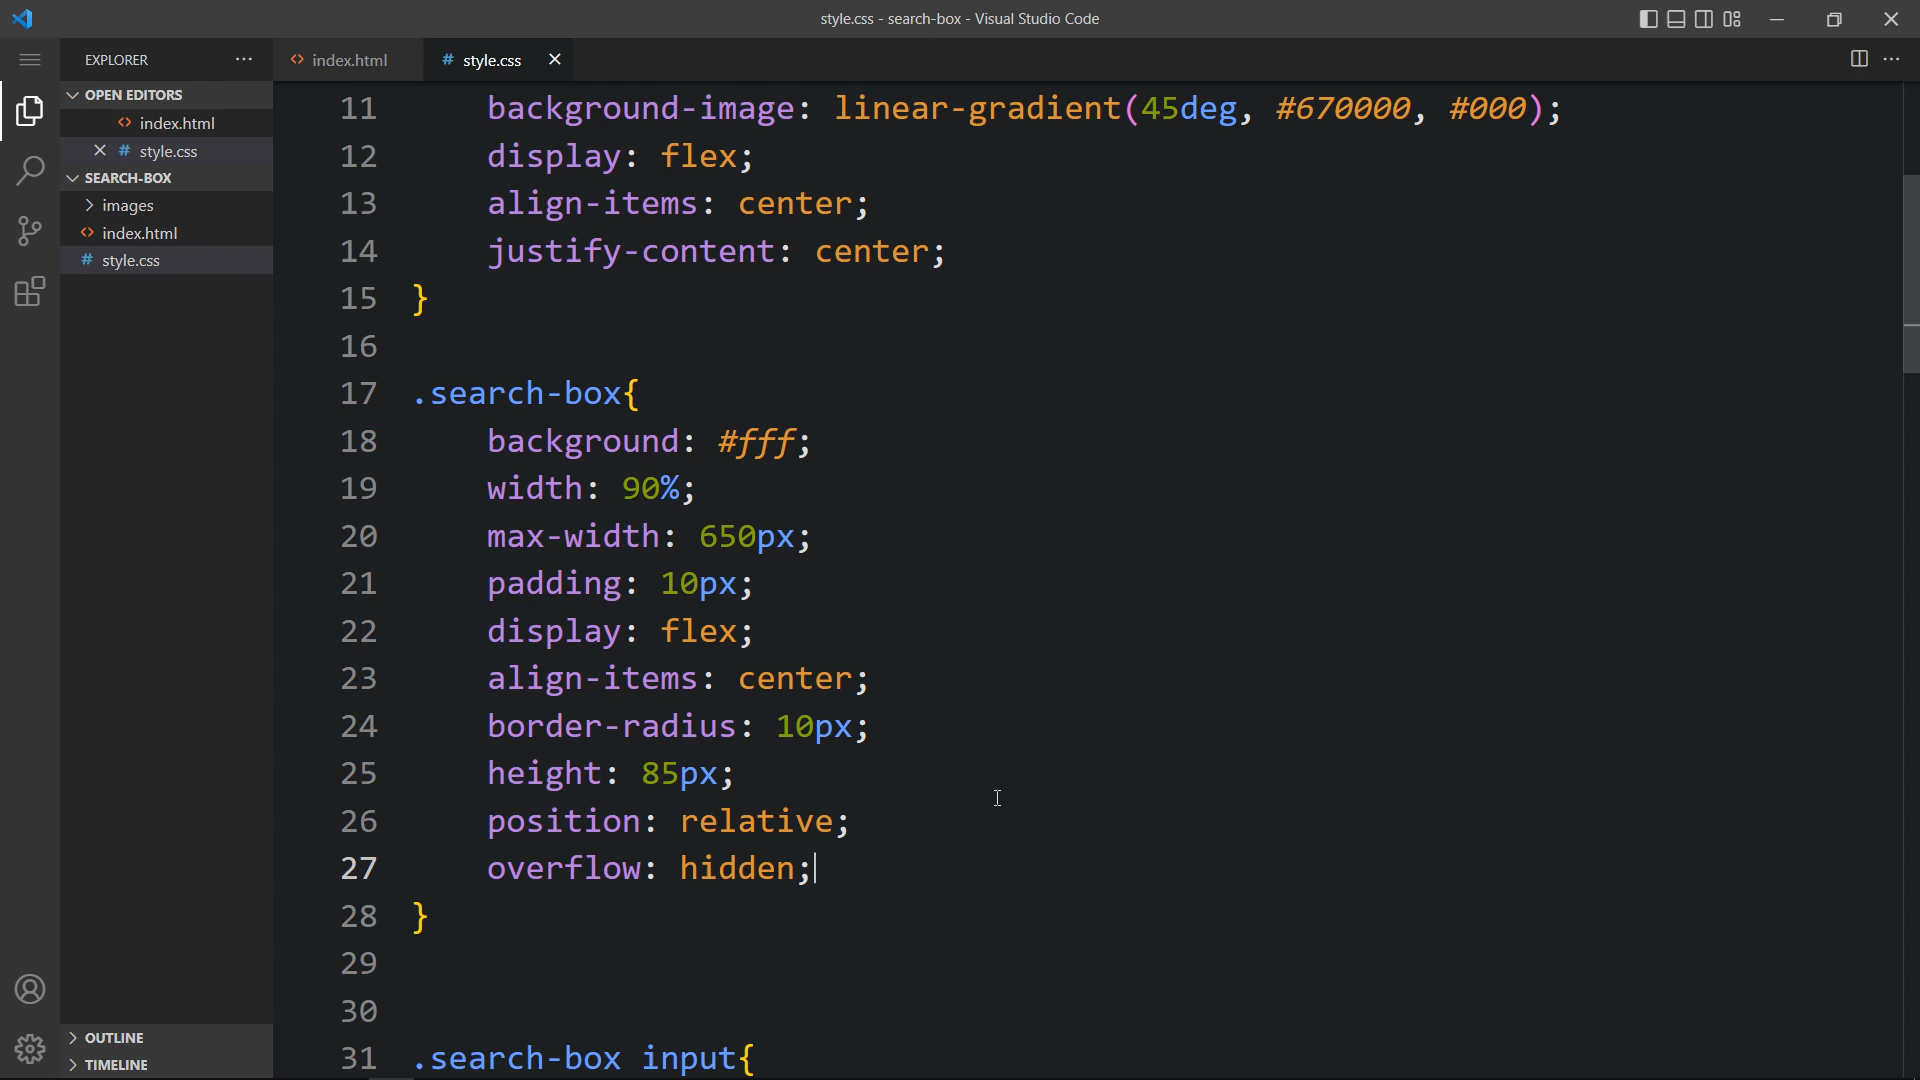 style.css - search-box - Visual Studio Code
EXPLORER
index.html
# style.css
OPEN EDITORS
index.html
# style.css
SEARCH-BOX
images
index.html
# style.css
11 background-image: linear-gradient(45deg, #670000, #000);
12 display: flex;
13 align-items: center;
14 justify-content: center;
15 }
16
17 .search-box{
18 background: #fff;
19 width: 90%;
20 max-width: 650px;
21 padding: 10px;
22 display: flex;
23 align-items: center;
24 border-radius: 10px;
25 height: 85px;
26 position: relative;
27 overflow: hidden;
28 }
29
30
31 .search-box input{
OUTLINE
TIMELINE